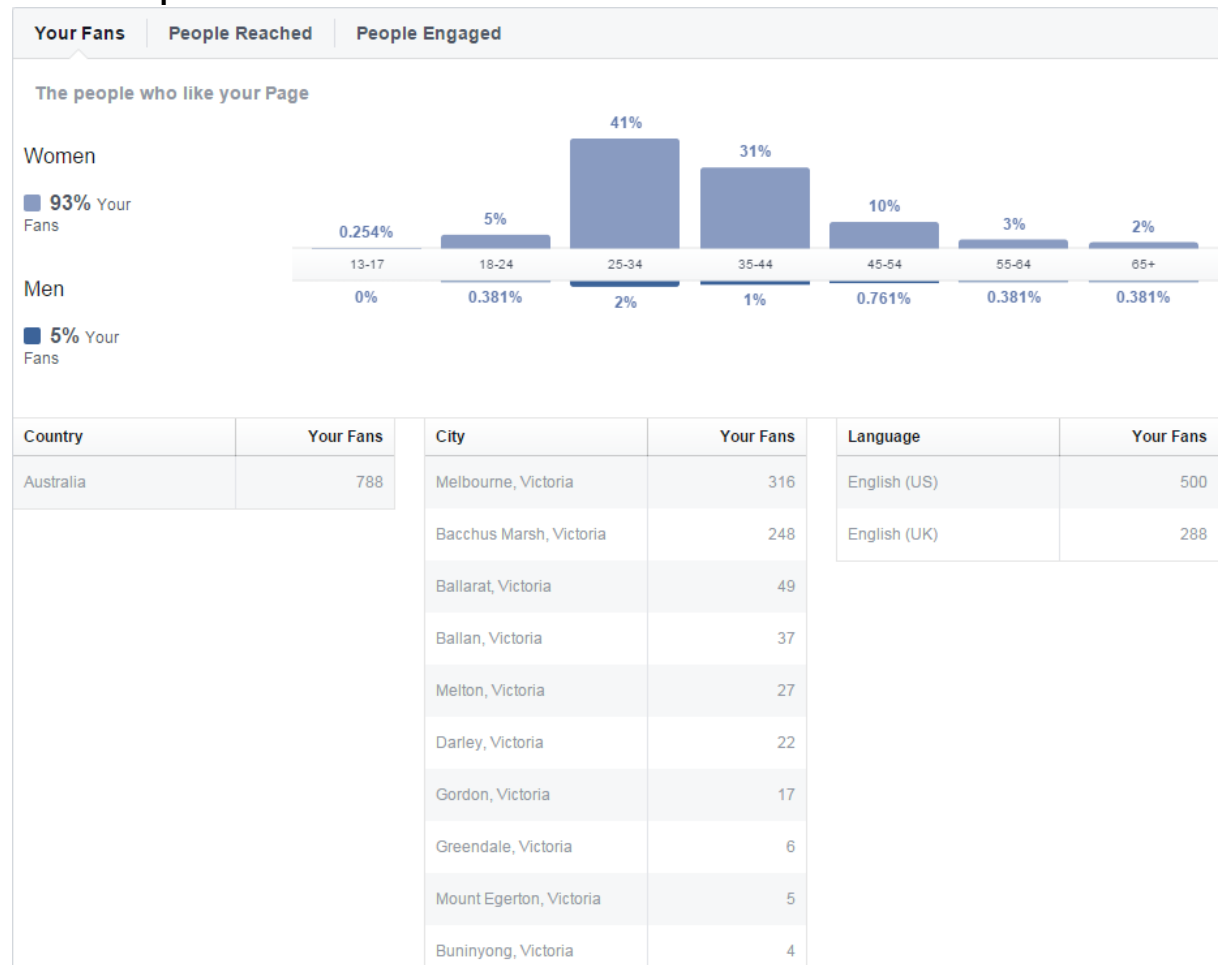 Your Fans People Reached People Engaged
The people who like your Page
Women
93% Your
Fans
0.254% 5% 41% 31% 10% 3% 2%
13-17 18-24 25-34 35-44 45-54 55-64 65+
Men
0% 0.381% 2% 1% 0.761% 0.381% 0.381%
5% Your
Fans
Country Your Fans
Australia 788
City Your Fans
Melbourne, Victoria 316
Bacchus Marsh, Victoria 248
Ballarat, Victoria 49
Ballan, Victoria 37
Melton, Victoria 27
Darley, Victoria 22
Gordon, Victoria 17
Greendale, Victoria 6
Mount Egerton, Victoria 5
Buninyong, Victoria 4
Language Your Fans
English (US) 500
English (UK) 288